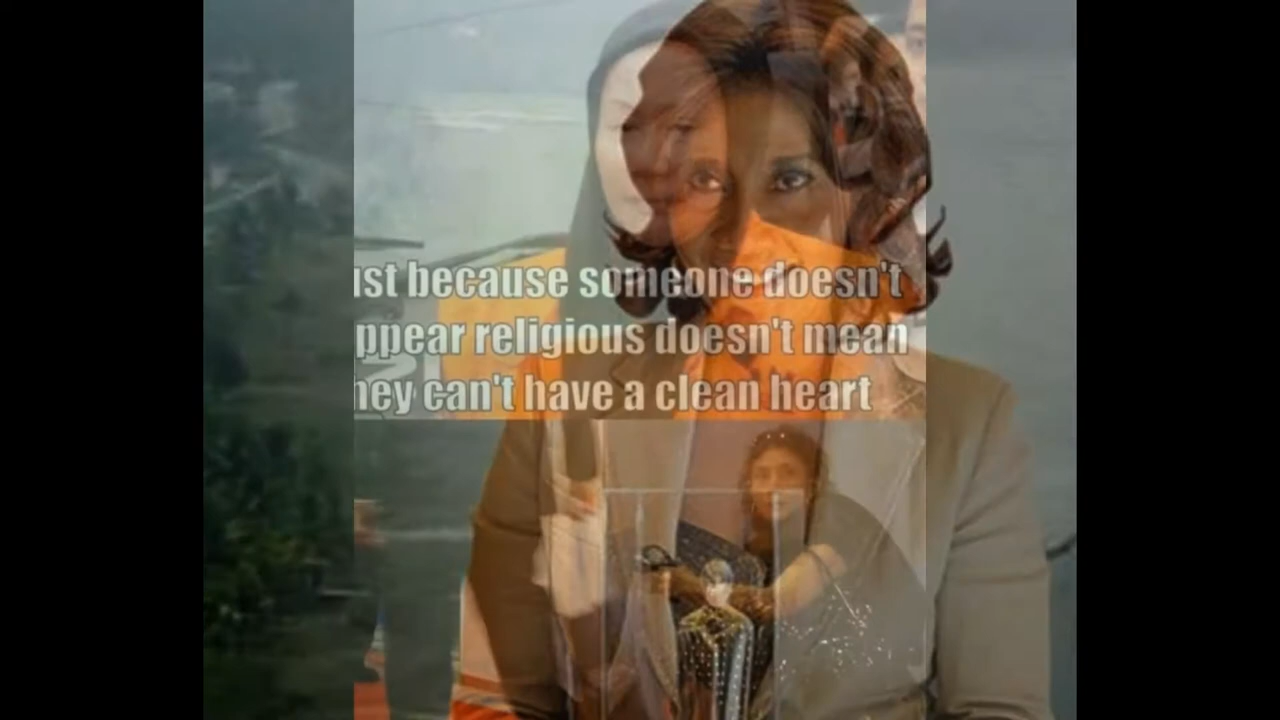 ust because someone doesn't
ppear religious doesn't mean
hey can't have a clean heart